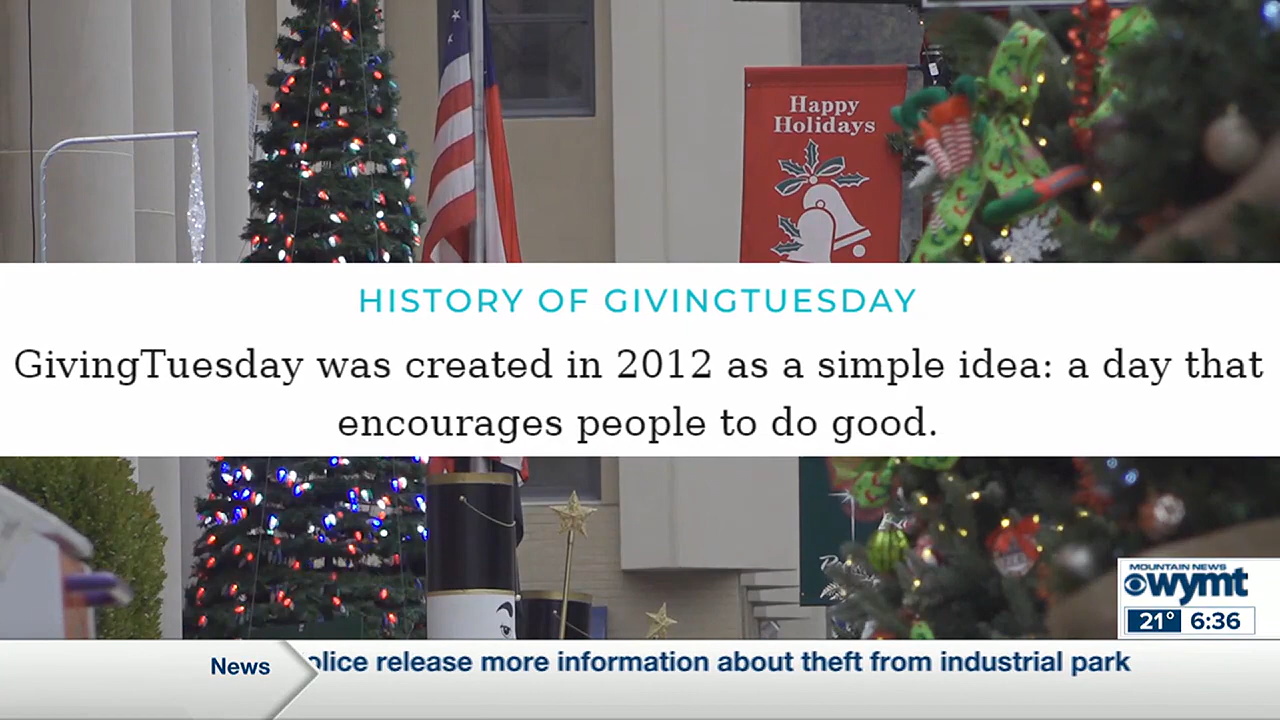 Happy
Holidays
HISTORY OF GIVINGTUESDAY
GivingTuesday was created in 2012 as a simple idea: a day that
encourages people to do good.
MOUNTAIN NEWS
wymt
21° 6:36
News
olice release more information about theft from industrial park